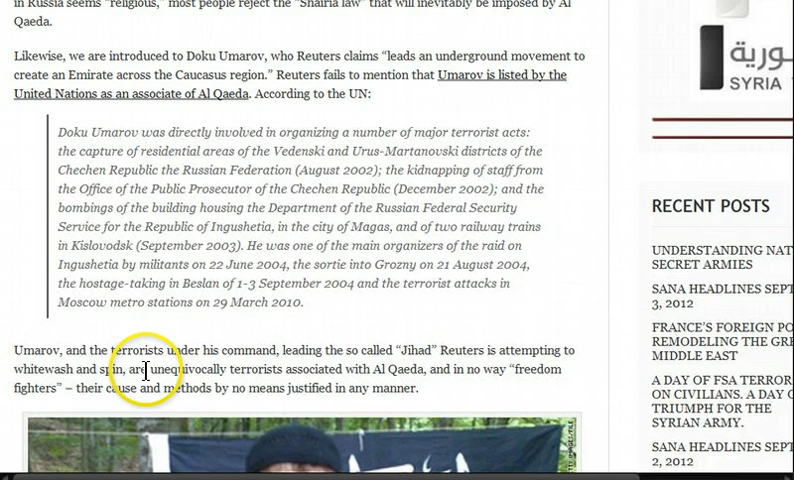 in Russia seems “religious,” most people reject the “Shairia law” that will inevitably be imposed by Al
Qaeda.
Likewise, we are introduced to Doku Umarov, who Reuters claims “leads an underground movement to
create an Emirate across the Caucasus region.” Reuters fails to mention that Umarov is listed by the
United Nations as an associate of Al Qaeda. According to the UN:
Doku Umarov was directly involved in organizing a number of major terrorist acts:
the capture of residential areas of the Vedenski and Urus-Martanovski districts of the
Chechen Republic the Russian Federation (August 2002); the kidnapping of staff from
the Office of the Public Prosecutor of the Chechen Republic (December 2002); and the
bombings of the building housing the Department of the Russian Federal Security
Service for the Republic of Ingushetia, in the city of Magas, and of two railway trains
in Kislovodsk (September 2003). He was one of the main organizers of the raid on
Ingushetia by militants on 22 June 2004, the sortie into Grozny on 21 August 2004,
the hostage-taking in Beslan of 1-3 September 2004 and the terrorist attacks in
Moscow metro stations on 29 March 2010.
Umarov, and the terrorists under his command, leading the so called “Jihad” Reuters is attempting to
whitewash and spin, are unequivocally terrorists associated with Al Qaeda, and in no way “freedom
fighters” – their cause and methods by no means justified in any manner.
SYRIA
RECENT POSTS
UNDERSTANDING NAT
SECRET ARMIES
SANA HEADLINES SEPT
3, 2012
FRANCE’S FOREIGN PO
REMODELING THE GRE
MIDDLE EAST
A DAY OF FSA TERROR
ON CIVILIANS. A DAY O
TRIUMPH FOR THE
SYRIAN ARMY.
SANA HEADLINES SEPT
2, 2012